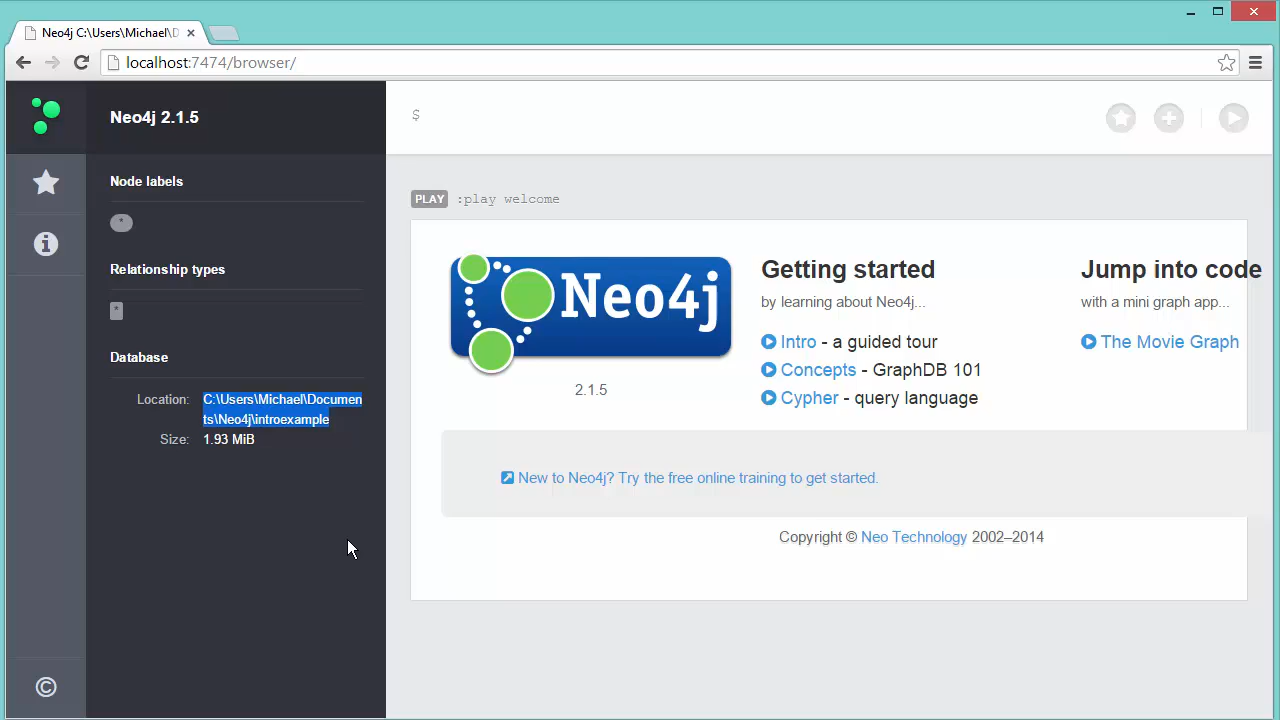 Neo4j C:\Users\Michael\D
localhost:7474/browser/
Neo4j 2.1.5
Node labels
*
Relationship types
*
Database
Location: C:\Users\Michael\Documen
ts\Neo4j\introexample
Size: 1.93 MiB
$
PLAY :play welcome
Neo4j
2.1.5
Getting started
by learning about Neo4j...
Intro - a guided tour
Concepts - GraphDB 101
Cypher - query language
Jump into code
with a mini graph app...
The Movie Graph
New to Neo4j? Try the free online training to get started.
Copyright © Neo Technology 2002–2014